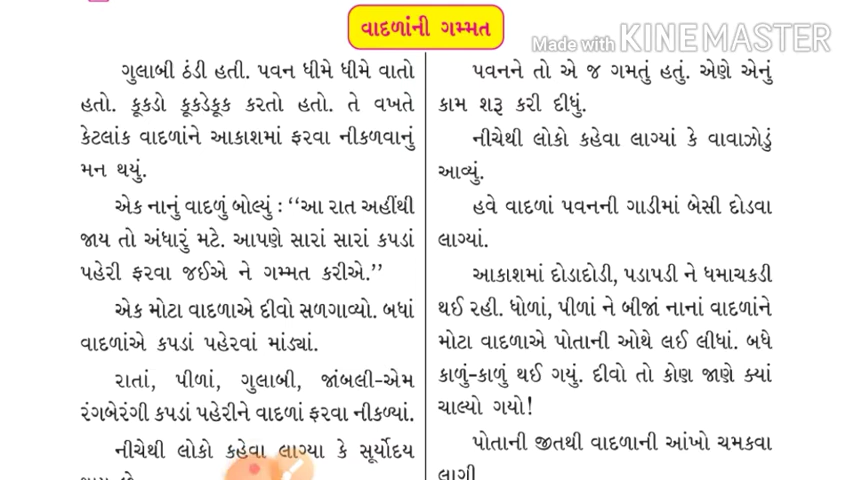 વાદળાંની ગમ્મત
Made with KINEMASTER
ગુલાબી ઠંડી હતી. પવન ધીમે ધીમે વાતો
હતો. કૂકડો કૂકડેકૂક કરતો હતો. તે વખતે
કેટલાંક વાદળાંને આકાશમાં ફરવા નીકળવાનું
મન થયું.
એક નાનું વાદળું બોલ્યું : ‘‘આ રાત અહીંથી
જાય તો અંધારું મટે. આપણે સારાં સારાં કપડાં
પહેરી ફરવા જઈએ ને ગમ્મત કરીએ.’’
એક મોટા વાદળાએ દીવો સળગાવ્યો. બધાં
વાદળાંએ કપડાં પહેરવાં માંડ્યાં.
રાતાં, પીળાં, ગુલાબી, જાંબલી-એમ
રંગબેરંગી કપડાં પહેરીને વાદળાં ફરવા નીકળ્યાં.
નીચેથી લોકો કહેવા લાગ્યા કે સૂર્યોદય
પવનને તો એ જ ગમતું હતું. એણે એનું
કામ શરૂ કરી દીધું.
નીચેથી લોકો કહેવા લાગ્યાં કે વાવાઝોડું
આવ્યું.
હવે વાદળાં પવનની ગાડીમાં બેસી દોડવા
લાગ્યાં.
આકાશમાં દોડાદોડી, પડાપડી ને ધમાચકડી
થઈ રહી. ધોળાં, પીળાં ને બીજાં નાનાં વાદળાંને
મોટા વાદળાએ પોતાની ઓથે લઈ લીધાં. બધે
કાળું-કાળું થઈ ગયું. દીવો તો કોણ જાણે ક્યાં
ચાલ્યો ગયો!
પોતાની જીતથી વાદળાની આંખો ચમકવા
લાગી